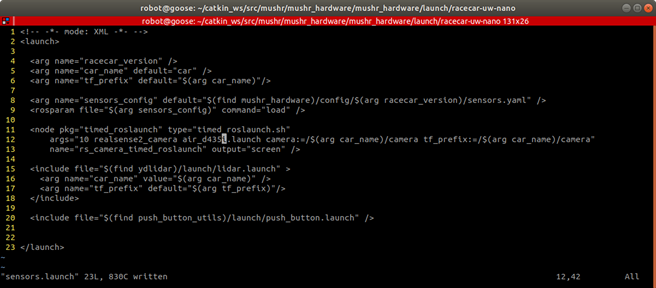 robot@goose: ~/catkin_ws/src/mushr/mushr_hardware/mushr_hardware/launch/racecar-uw-nano
robot@goose: ~/catkin_ws/src/mushr/mushr_hardware/mushr_hardware/launch/racecar-uw-nano 131x26
1 <!-- -*- mode: XML -*- -->
2 <launch>
3
4 <arg name="racecar_version" />
5 <arg name="car_name" default="car" />
6 <arg name="tf_prefix" default="$(arg car_name)"/>
7
8 <arg name="sensors_config" default="$(find mushr_hardware)/config/$(arg racecar_version)/sensors.yaml" />
9 <rosparam file="$(arg sensors_config)" command="load" />
10
11 <node pkg="timed_roslaunch" type="timed_roslaunch.sh"
12 args="10 realsense2_camera air_d435i.launch camera:=/$(arg car_name)/camera tf_prefix:=/$(arg car_name)/camera"
13 name="rs_camera_timed_roslaunch" output="screen" />
14
15 <include file="$(find ydlidar)/launch/lidar.launch" >
16 <arg name="car_name" value="$(arg car_name)" />
17 <arg name="tf_prefix" default="$(arg tf_prefix)"/>
18 </include>
19
20 <include file="$(find push_button_utils)/launch/push_button.launch" />
21
22
23 </launch>
~
~
"sensors.launch" 23L, 830C written 12,42 All